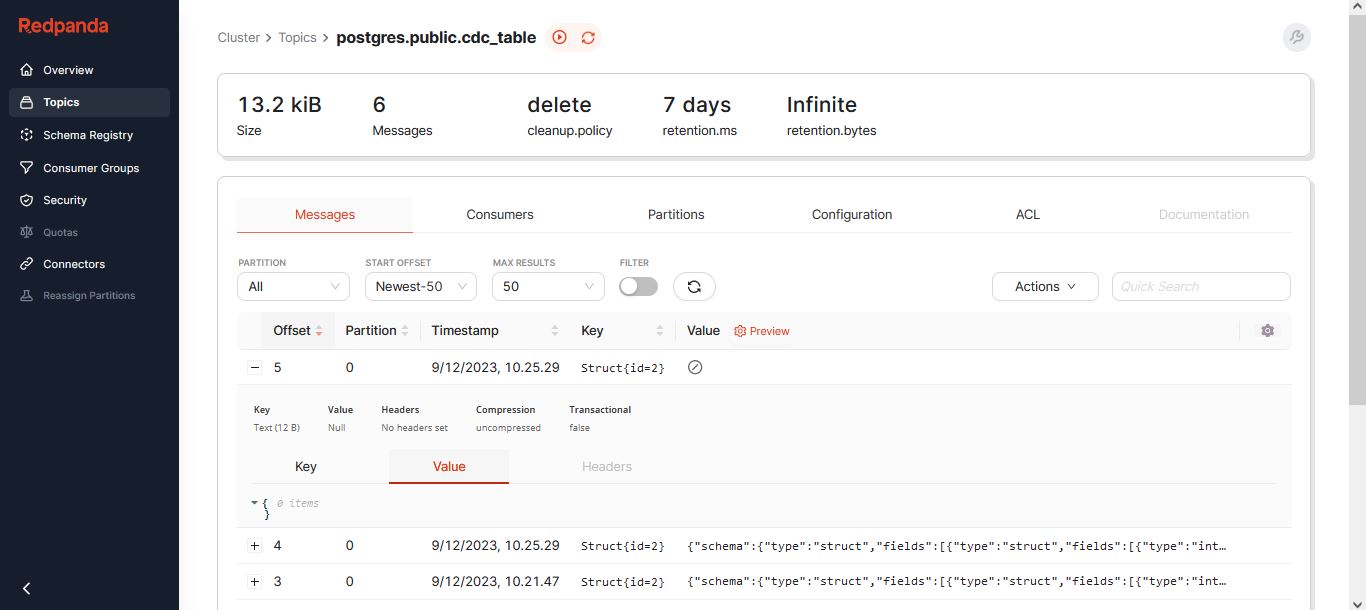 Redpanda
Cluster > Topics > postgres.public.cdc_table
Overview
Topics
Schema Registry
Consumer Groups
Security
Quotas
Connectors
Reassign Partitions
13.2 kiB 6 delete 7 days Infinite
Size Messages cleanup.policy retention.ms retention.bytes
Messages Consumers Partitions Configuration ACL Documentation
PARTITION START OFFSET MAX RESULTS FILTER
All Newest-50 50 Actions Quick Search
Offset Partition Timestamp Key Value Preview
5 0 9/12/2023, 10.25.29 Struct{id=2}
Key Value Headers Compression Transactional
Text (12 B) Null No headers set uncompressed false
Key Value Headers
{ 0 items
}
4 0 9/12/2023, 10.25.29 Struct{id=2} {"schema":{"type":"struct","fields":[{"type":"struct","fields":[{"type":"int…
3 0 9/12/2023, 10.21.47 Struct{id=2} {"schema":{"type":"struct","fields":[{"type":"struct","fields":[{"type":"int…